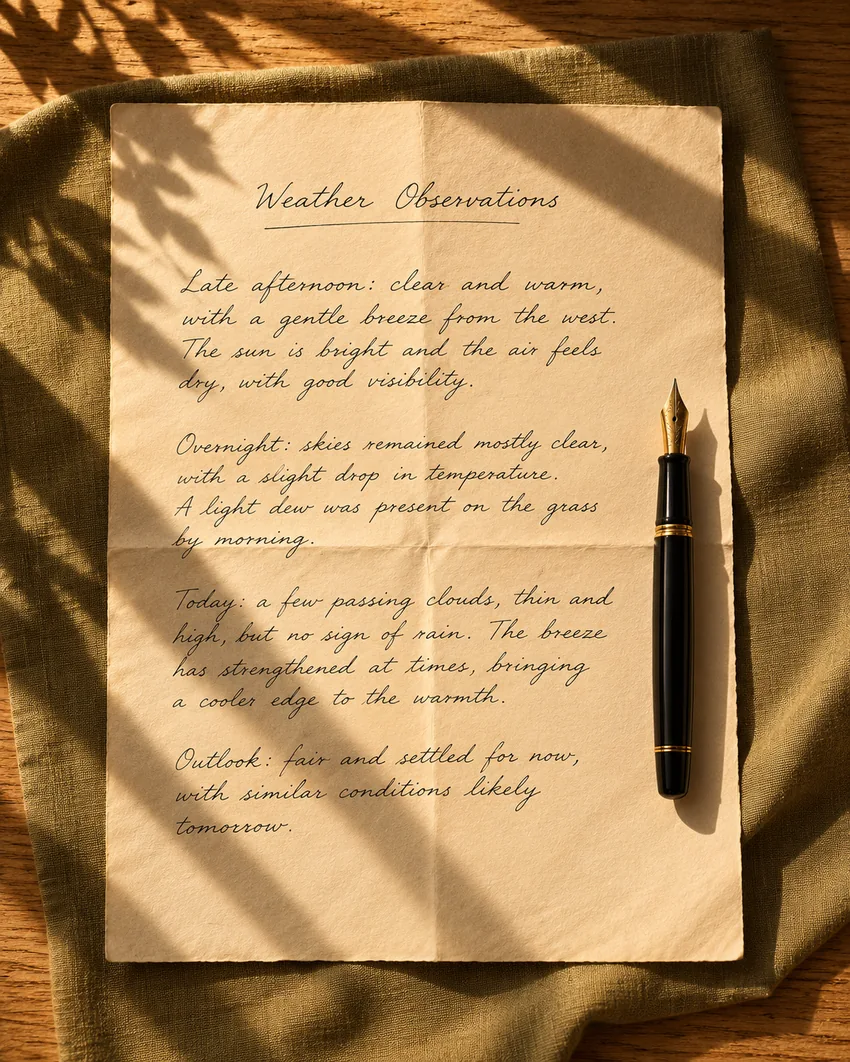 Weather Observations
Late afternoon: clear and warm,
with a gentle breeze from the west.
The sun is bright and the air feels
dry, with good visibility.
Overnight: skies remained mostly clear,
with a slight drop in temperature.
A light dew was present on the grass
by morning.
Today: a few passing clouds, thin and
high, but no sign of rain. The breeze
has strengthened at times, bringing
a cooler edge to the warmth.
Outlook: fair and settled for now,
with similar conditions likely
tomorrow.